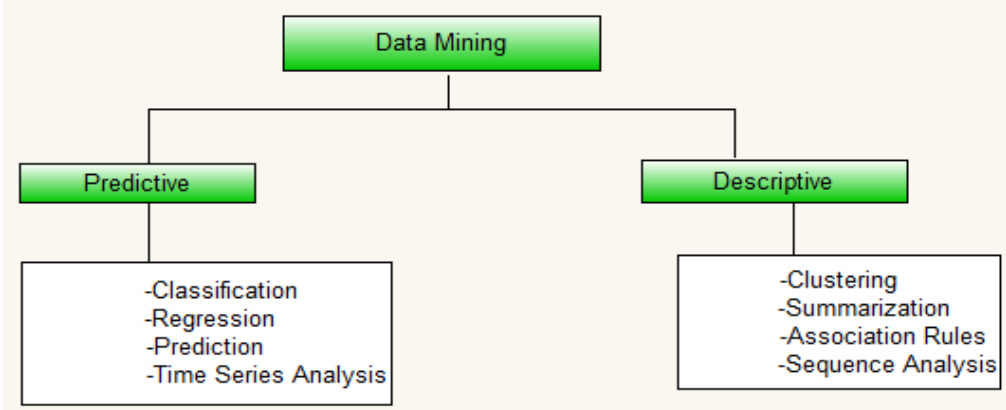 Data Mining
Predictive
Descriptive
-Classification
-Regression
-Prediction
-Time Series Analysis
-Clustering
-Summarization
-Association Rules
-Sequence Analysis